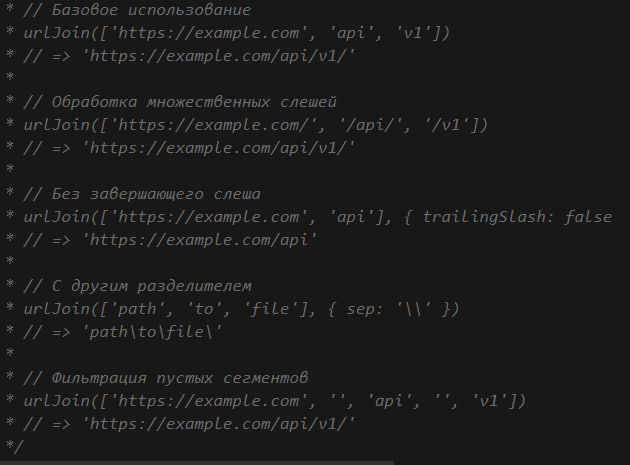 * // Базовое использование
* urlJoin(['https://example.com', 'api', 'v1'])
* // => 'https://example.com/api/v1/'
*
* // Обработка множественных слешей
* urlJoin(['https://example.com/', '/api/', '/v1'])
* // => 'https://example.com/api/v1/'
*
* // Без завершающего слеша
* urlJoin(['https://example.com', 'api'], { trailingSlash: false
* // => 'https://example.com/api'
*
* // С другим разделителем
* urlJoin(['path', 'to', 'file'], { sep: '\\' })
* // => 'path\to\file\'
*
* // Фильтрация пустых сегментов
* urlJoin(['https://example.com', '', 'api', '', 'v1'])
* // => 'https://example.com/api/v1/'
*/